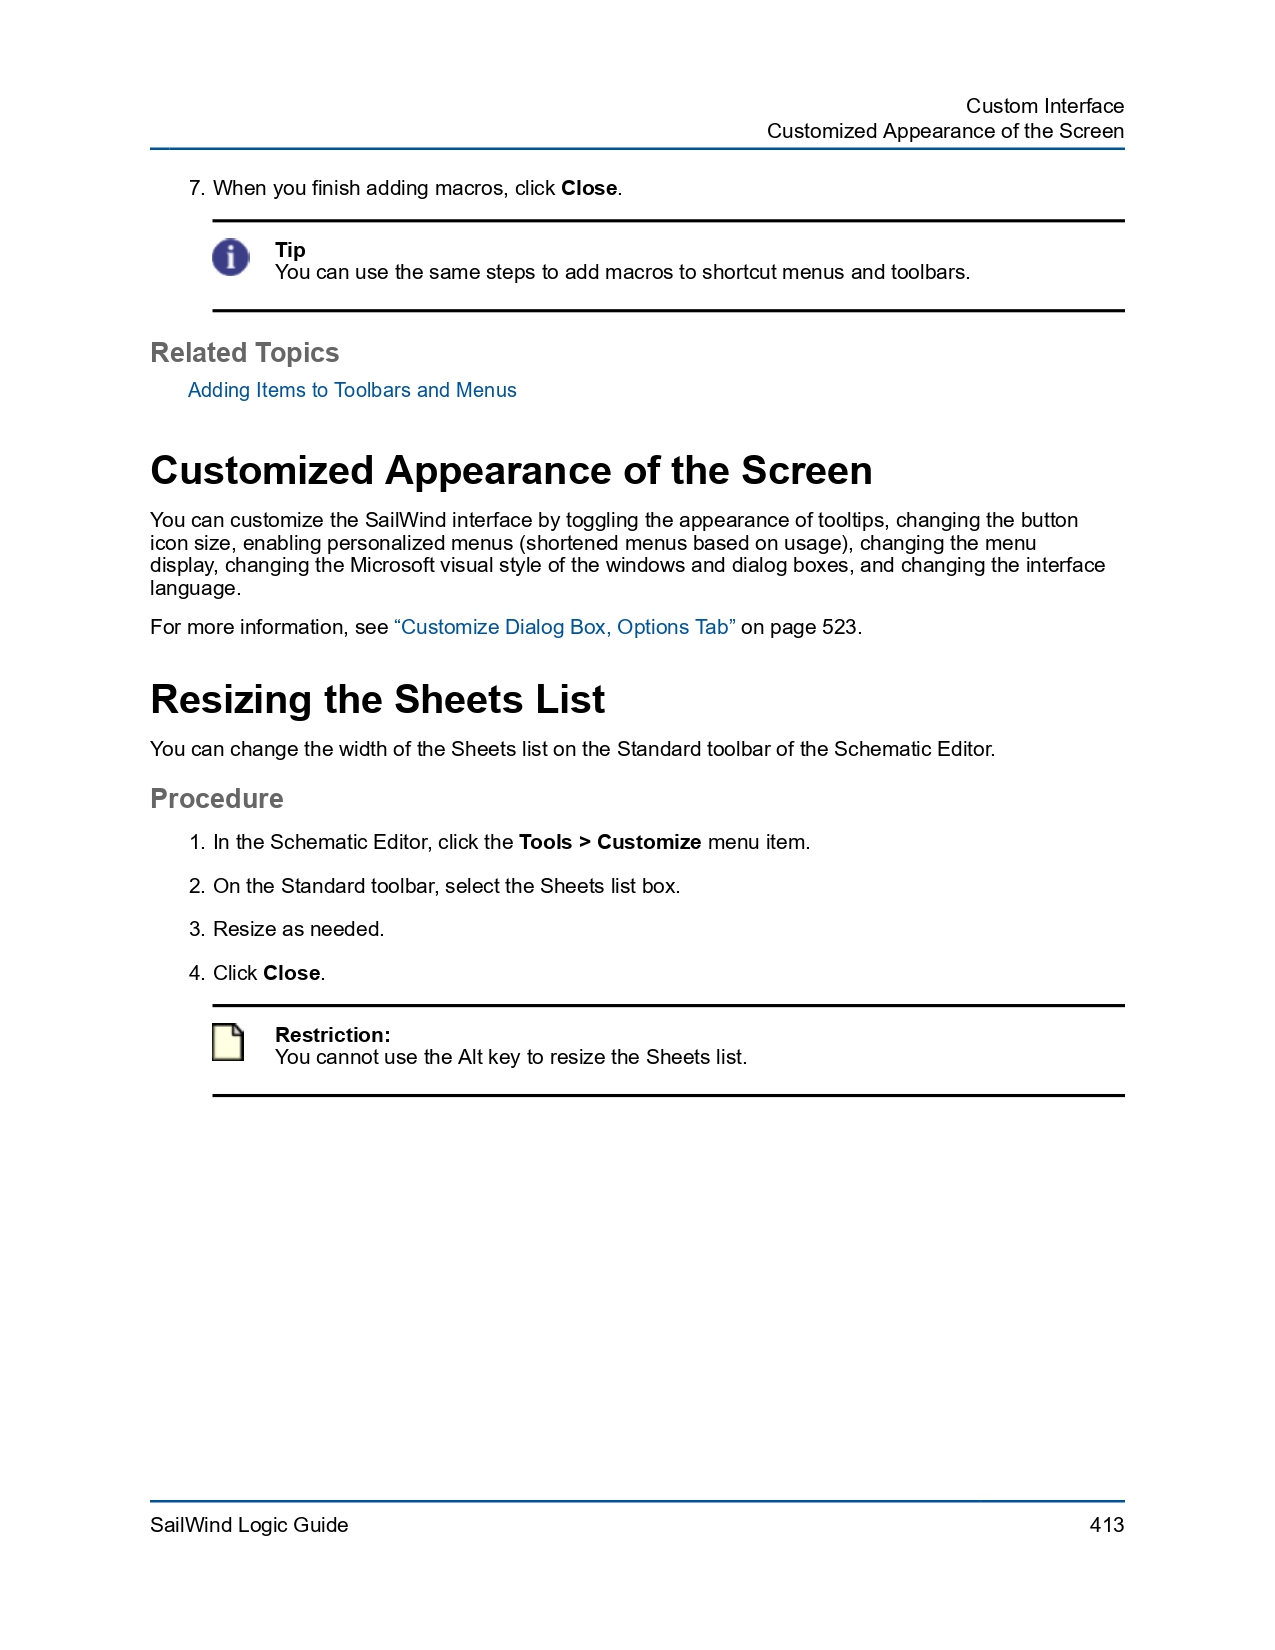 Custom Interface
Customized Appearance of the Screen
7. When you finish adding macros, click Close.
Tip
You can use the same steps to add macros to shortcut menus and toolbars.
Related Topics
Adding Items to Toolbars and Menus
Customized Appearance of the Screen
You can customize the SailWind interface by toggling the appearance of tooltips, changing the button
icon size, enabling personalized menus (shortened menus based on usage), changing the menu
display, changing the Microsoft visual style of the windows and dialog boxes, and changing the interface
language.
For more information, see “Customize Dialog Box, Options Tab” on page 523.
Resizing the Sheets List
You can change the width of the Sheets list on the Standard toolbar of the Schematic Editor.
Procedure
1. In the Schematic Editor, click the Tools > Customize menu item.
2. On the Standard toolbar, select the Sheets list box.
3. Resize as needed.
4. Click Close.
Restriction:
You cannot use the Alt key to resize the Sheets list.
SailWind Logic Guide 413